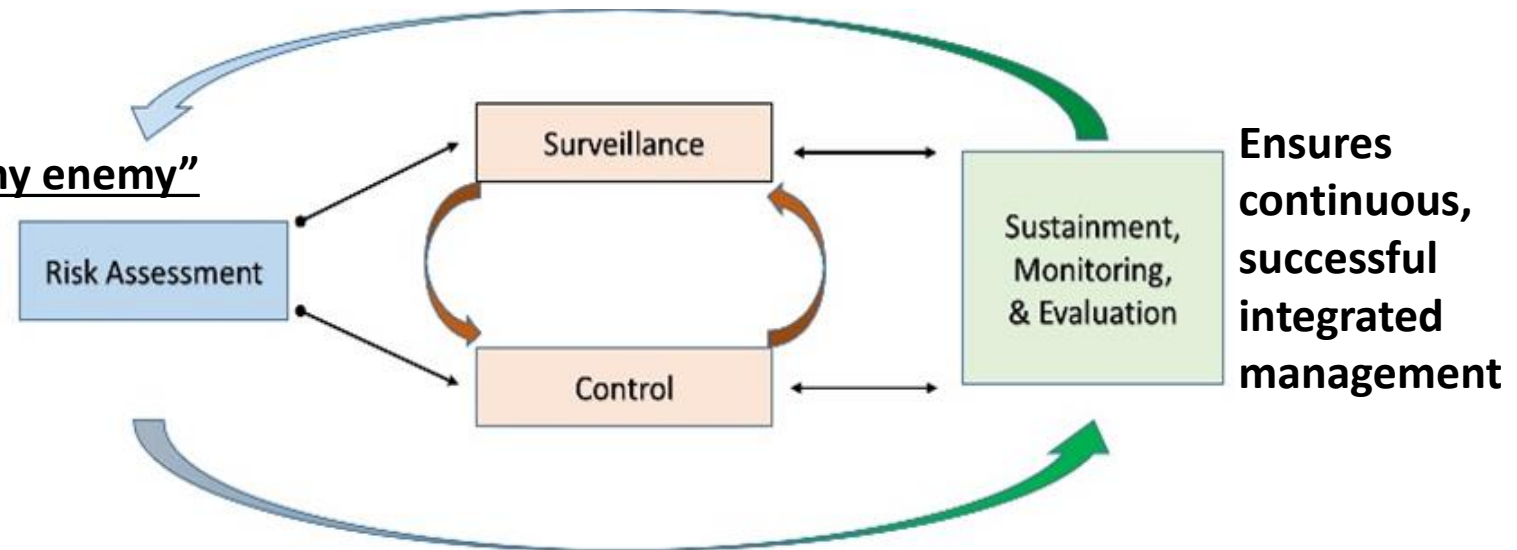 ny enemy”
Risk Assessment
Surveillance
Control
Sustainment,
Monitoring,
& Evaluation
Ensures
continuous,
successful
integrated
management